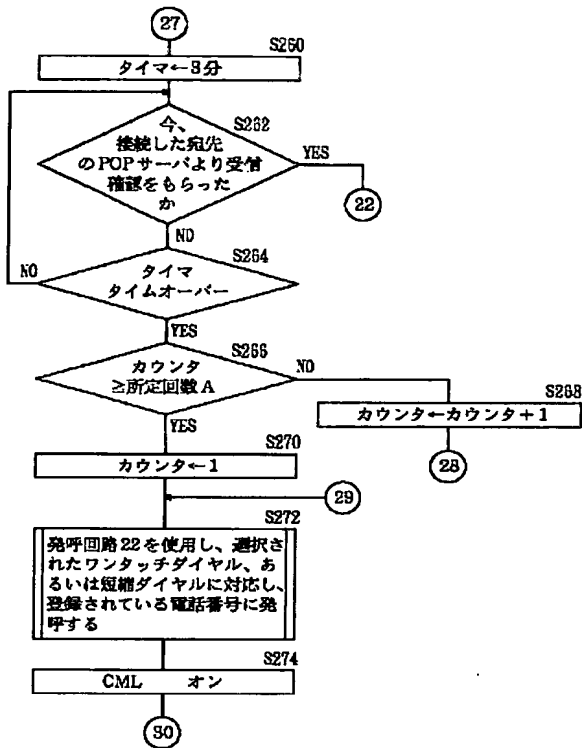 27
S260
タイマ←3分
S262
今、
接続した宛先
のPOPサーバより受信
確認をもらった
か
YES
22
NO
S264
NO
タイマ
タイムオーバー
YES
S266
カウンタ
≥所定回数A
NO
S268
カウンタ←カウンタ+1
28
YES
S270
カウンタ←1
29
S272
発呼回路22を使用し、選択さ
れたワンタッチダイヤル、あ
るいは短縮ダイヤルに対応し、
登録されている電話番号に発
呼する
S274
CML オン
30